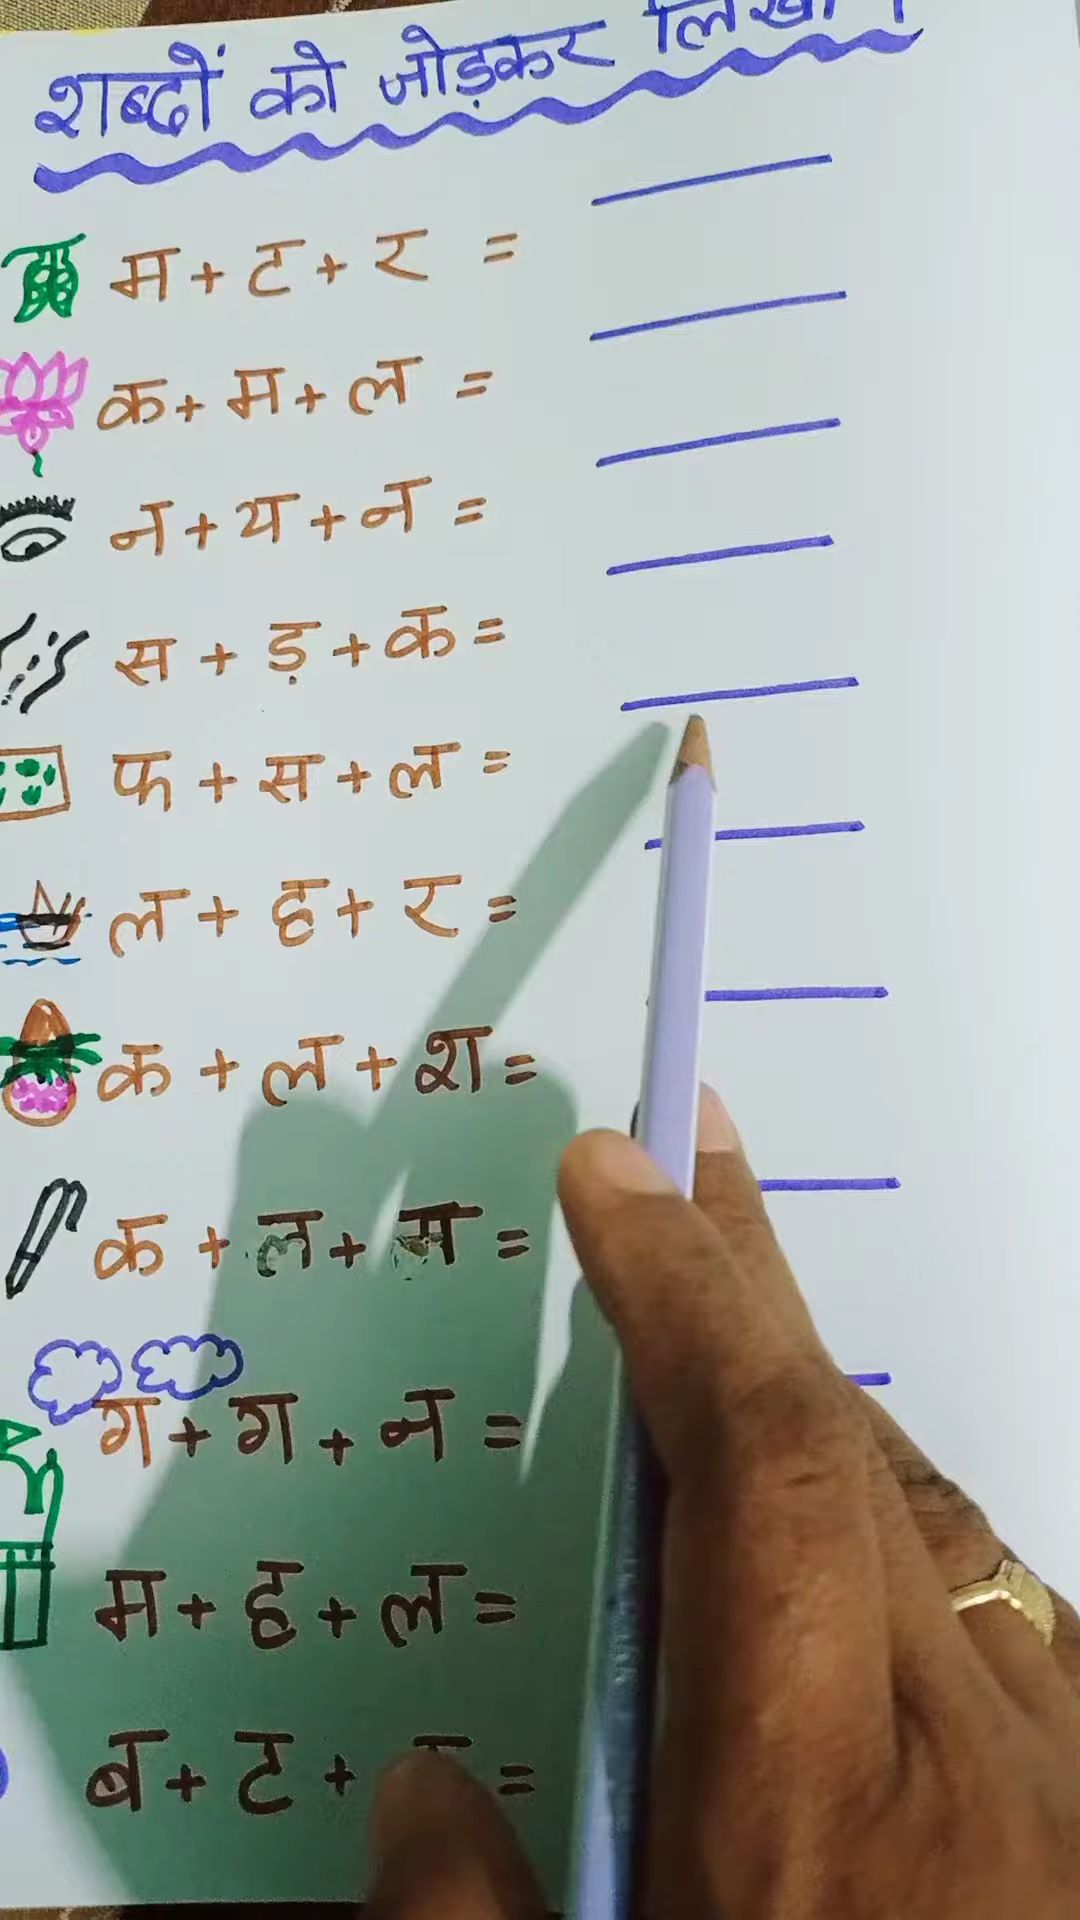 शब्दों को जोड़कर लिखो।
म + ट + र =
क + म + ल =
न + य + न =
स + ड़ + क =
फ + स + ल =
ल + ह + र =
क + ल + श =
क + ल + म =
ग + ग + न =
म + ह + ल =
ब + ट + =